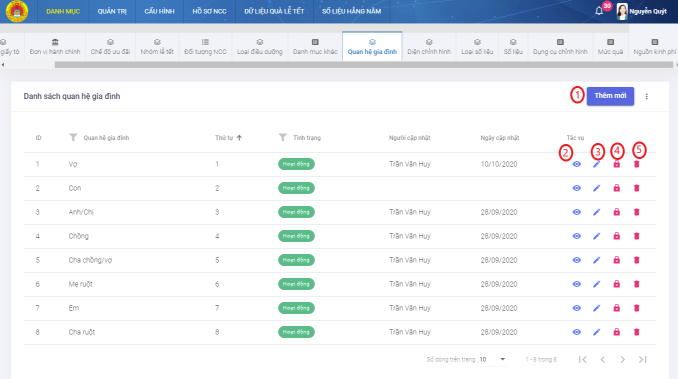 DANH MỤC QUẢN TRỊ CẤU HÌNH HỒ SƠ NCC DỮ LIỆU QUÀ LỄ TẾT SỐ LIỆU HÀNG NĂM 30 Nguyễn Quýt
giấy tờ Đơn vị hành chính Chế độ ưu đãi Nhóm lễ tết Đối tượng NCC Loại điều dưỡng Danh mục khác Quan hệ gia đình Diện chỉnh hình Loại số liệu Số liệu Dụng cụ chỉnh hình Mức quà Nguồn kinh phí
Danh sách quan hệ gia đình 1 Thêm mới
ID Quan hệ gia đình Thứ tự Tình trạng Người cập nhật Ngày cập nhật Tác vụ
2 3 4 5
1 Vợ 1 Hoạt động Trần Văn Huy 10/10/2020
2 Con 2 Hoạt động
3 Anh/Chị 3 Hoạt động Trần Văn Huy 28/09/2020
4 Chồng 4 Hoạt động Trần Văn Huy 28/09/2020
5 Cha chồng/vợ 5 Hoạt động Trần Văn Huy 28/09/2020
6 Mẹ ruột 6 Hoạt động Trần Văn Huy 28/09/2020
7 Em 7 Hoạt động Trần Văn Huy 28/09/2020
8 Cha ruột 8 Hoạt động Trần Văn Huy 28/09/2020
Số dòng trên trang 10 1 - 8 trong 8